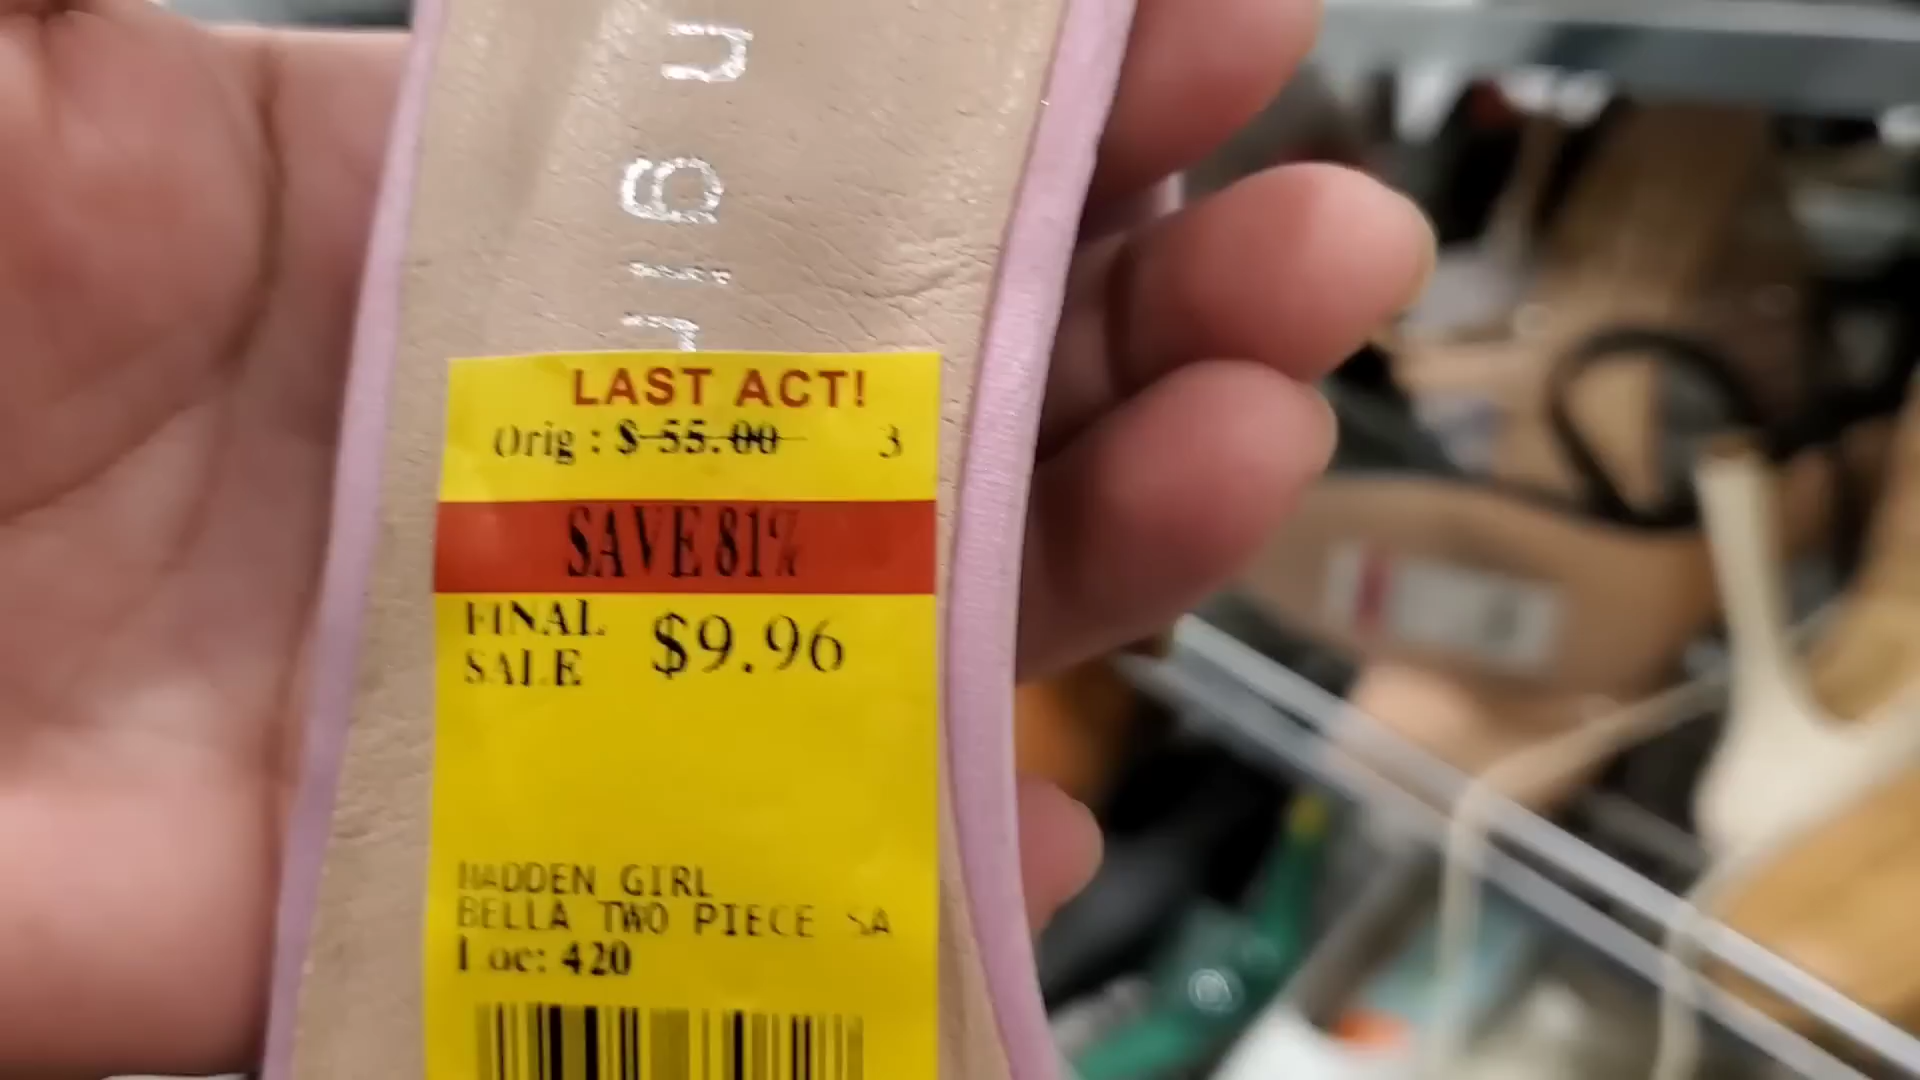 LAST ACT!
Orig : $ 55.00 3
SAVE 81%
FINAL SALE
$9.96
MADDEN GIRL
BELLA TWO PIECE SA
Loc: 420